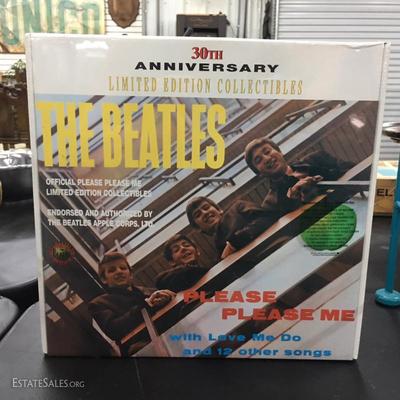 UNICO
30TH
ANNIVERSARY
LIMITED EDITION COLLECTIBLES
THE BEATLES
OFFICIAL PLEASE PLEASE ME
LIMITED EDITION COLLECTIBLES
ENDORSED AND AUTHORIZED BY
THE BEATLES APPLE CORPS. LTD.
PLEASE
PLEASE ME
with Love Me Do
and 12 other songs
ESTATESALES.ORG